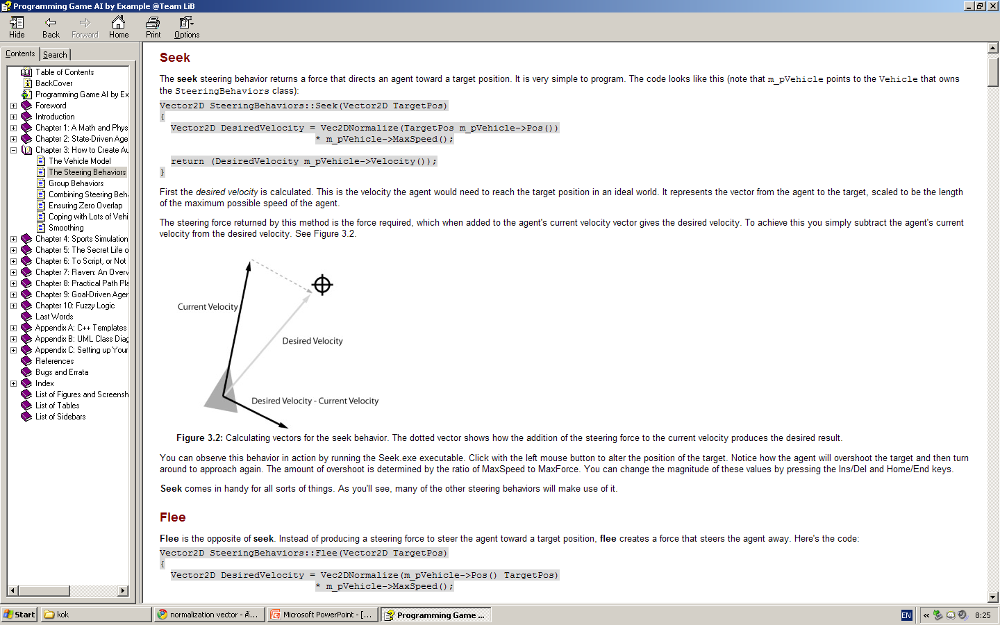 Programming Game AI by Example @Team LiB
Hide Back Forward Home Print Options
Contents Search
Table of Contents
BackCover
Programming Game AI by Ex
Foreword
Introduction
Chapter 1: A Math and Phys
Chapter 2: State-Driven Age
Chapter 3: How to Create Au
The Vehicle Model
The Steering Behaviors
Group Behaviors
Combining Steering Beh
Ensuring Zero Overlap
Coping with Lots of Vehi
Smoothing
Chapter 4: Sports Simulation
Chapter 5: The Secret Life o
Chapter 6: To Script, or Not
Chapter 7: Raven: An Overv
Chapter 8: Practical Path Pla
Chapter 9: Goal-Driven Ager
Chapter 10: Fuzzy Logic
Last Words
Appendix A: C++ Templates
Appendix B: UML Class Diag
Appendix C: Setting up Your
References
Bugs and Errata
Index
List of Figures and Screensh
List of Tables
List of Sidebars
Seek
The seek steering behavior returns a force that directs an agent toward a target position. It is very simple to program. The code looks like this (note that m_pVehicle points to the Vehicle that owns
the SteeringBehaviors class):
Vector2D SteeringBehaviors::Seek(Vector2D TargetPos)
{
Vector2D DesiredVelocity = Vec2DNormalize(TargetPos m_pVehicle->Pos())
* m_pVehicle->MaxSpeed();
return (DesiredVelocity m_pVehicle->Velocity());
}
First the desired velocity is calculated. This is the velocity the agent would need to reach the target position in an ideal world. It represents the vector from the agent to the target, scaled to be the length
of the maximum possible speed of the agent.
The steering force returned by this method is the force required, which when added to the agent's current velocity vector gives the desired velocity. To achieve this you simply subtract the agent's current
velocity from the desired velocity. See Figure 3.2.
Current Velocity
Desired Velocity
Desired Velocity - Current Velocity
Figure 3.2: Calculating vectors for the seek behavior. The dotted vector shows how the addition of the steering force to the current velocity produces the desired result.
You can observe this behavior in action by running the Seek.exe executable. Click with the left mouse button to alter the position of the target. Notice how the agent will overshoot the target and then turn
around to approach again. The amount of overshoot is determined by the ratio of MaxSpeed to MaxForce. You can change the magnitude of these values by pressing the Ins/Del and Home/End keys.
Seek comes in handy for all sorts of things. As you'll see, many of the other steering behaviors will make use of it.
Flee
Flee is the opposite of seek. Instead of producing a steering force to steer the agent toward a target position, flee creates a force that steers the agent away. Here's the code:
Vector2D SteeringBehaviors::Flee(Vector2D TargetPos)
{
Vector2D DesiredVelocity = Vec2DNormalize(m_pVehicle->Pos() TargetPos)
* m_pVehicle->MaxSpeed();
Start kok normalization vector - ค้... Microsoft PowerPoint - [... Programming Game ... EN « 8:25